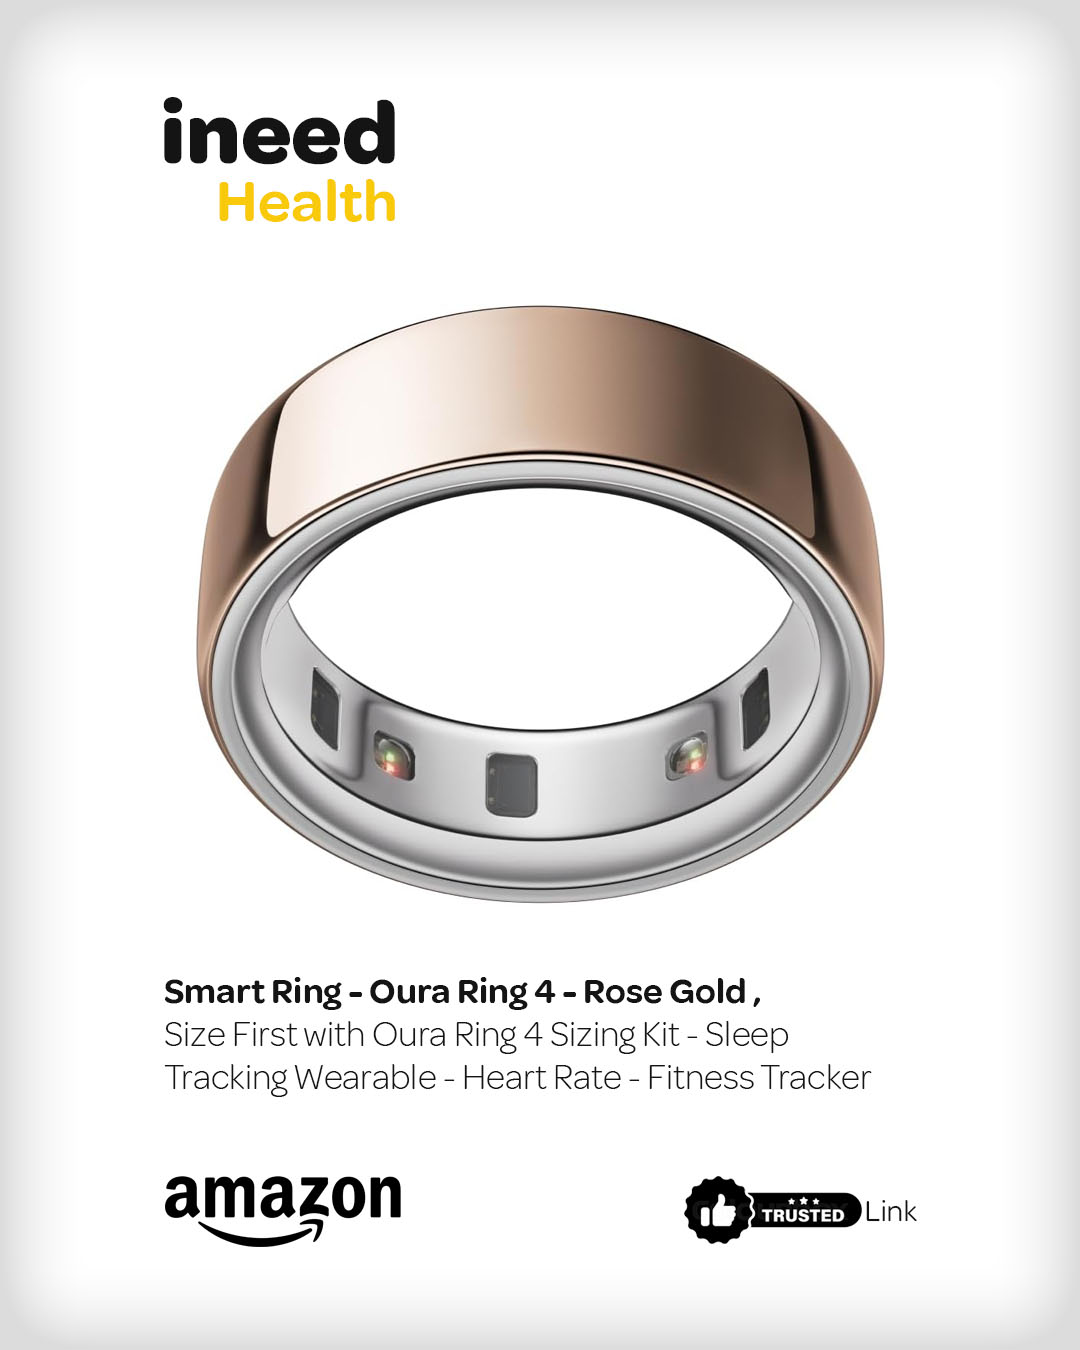 ineed
Health
Smart Ring - Oura Ring 4 - Rose Gold ,
Size First with Oura Ring 4 Sizing Kit - Sleep
Tracking Wearable - Heart Rate - Fitness Tracker
amazon
TRUSTED Link